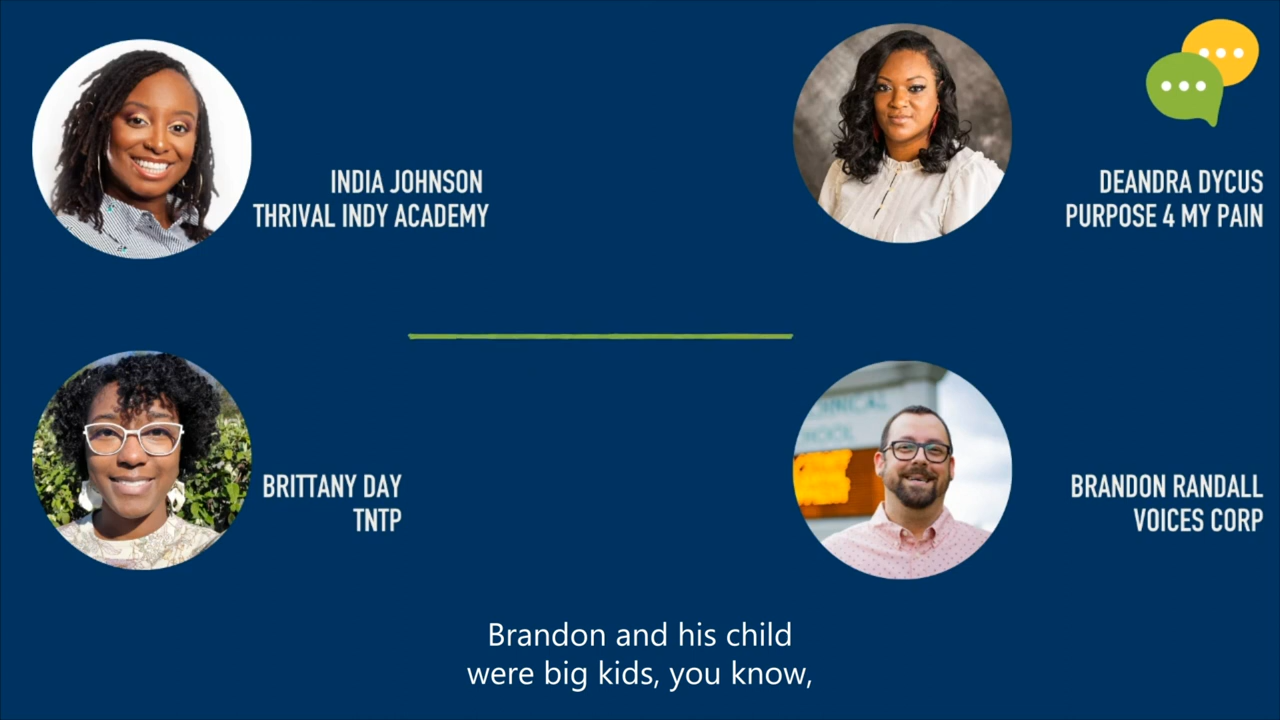 INDIA JOHNSON
THRIVAL INDY ACADEMY
DEANDRA DYCUS
PURPOSE 4 MY PAIN
BRITTANY DAY
TNTP
BRANDON RANDALL
VOICES CORP
Brandon and his child
were big kids, you know,